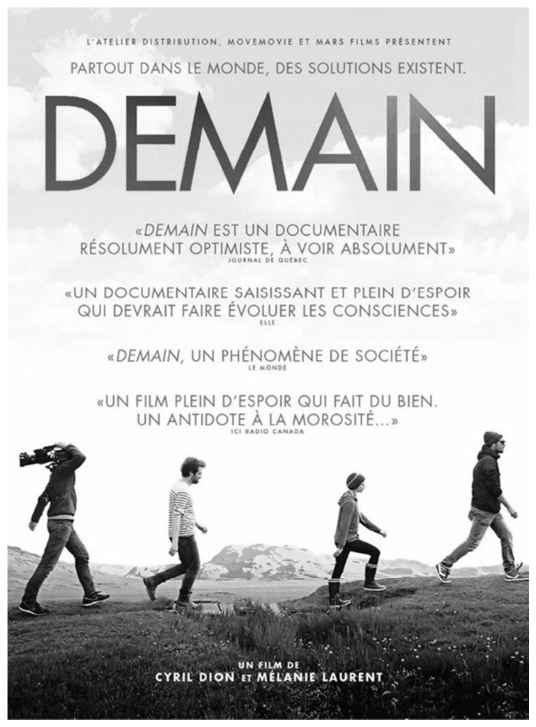 L'ATELIER DISTRIBUTION, MOVEMOVIE ET MARS FILMS PRÉSENTENT
PARTOUT DANS LE MONDE, DES SOLUTIONS EXISTENT.
DEMAIN
«DEMAIN EST UN DOCUMENTAIRE
RÉSOLUMENT OPTIMISTE, À VOIR ABSOLUMENT»
JOURNAL DE QUÉBEC
«UN DOCUMENTAIRE SAISISSANT ET PLEIN D'ESPOIR
QUI DEVRAIT FAIRE ÉVOLUER LES CONSCIENCES»
ELLE
«DEMAIN, UN PHÉNOMÈNE DE SOCIÉTÉ»
LE MONDE
«UN FILM PLEIN D'ESPOIR QUI FAIT DU BIEN.
UN ANTIDOTE À LA MOROSITÉ...»
ICI RADIO CANADA
UN FILM DE
CYRIL DION ET MÉLANIE LAURENT